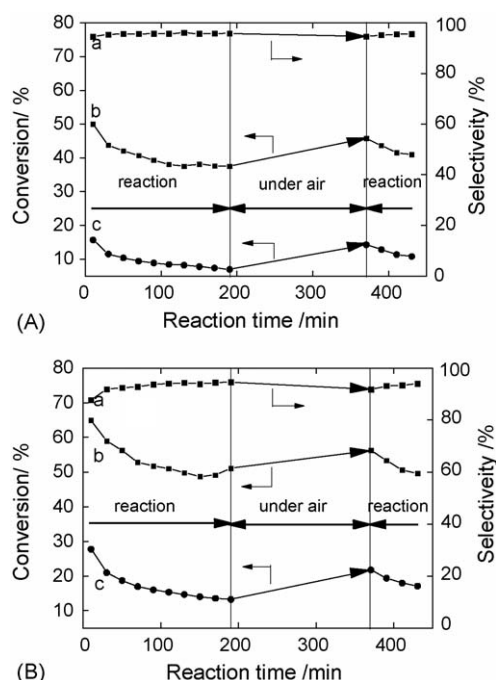 80
70
60
50
40
30
20
10
Conversion/ %
100
80
60
40
20
0
Selectiveity /%
a
b
c
reaction
under air
reaction
0
100
200
300
400
Reaction time /min
(A)
80
70
60
50
40
30
20
10
Conversion/ %
100
80
60
40
20
0
Selectiveity /%
a
b
c
reaction
under air
reaction
0
100
200
300
400
Reaction time /min
(B)